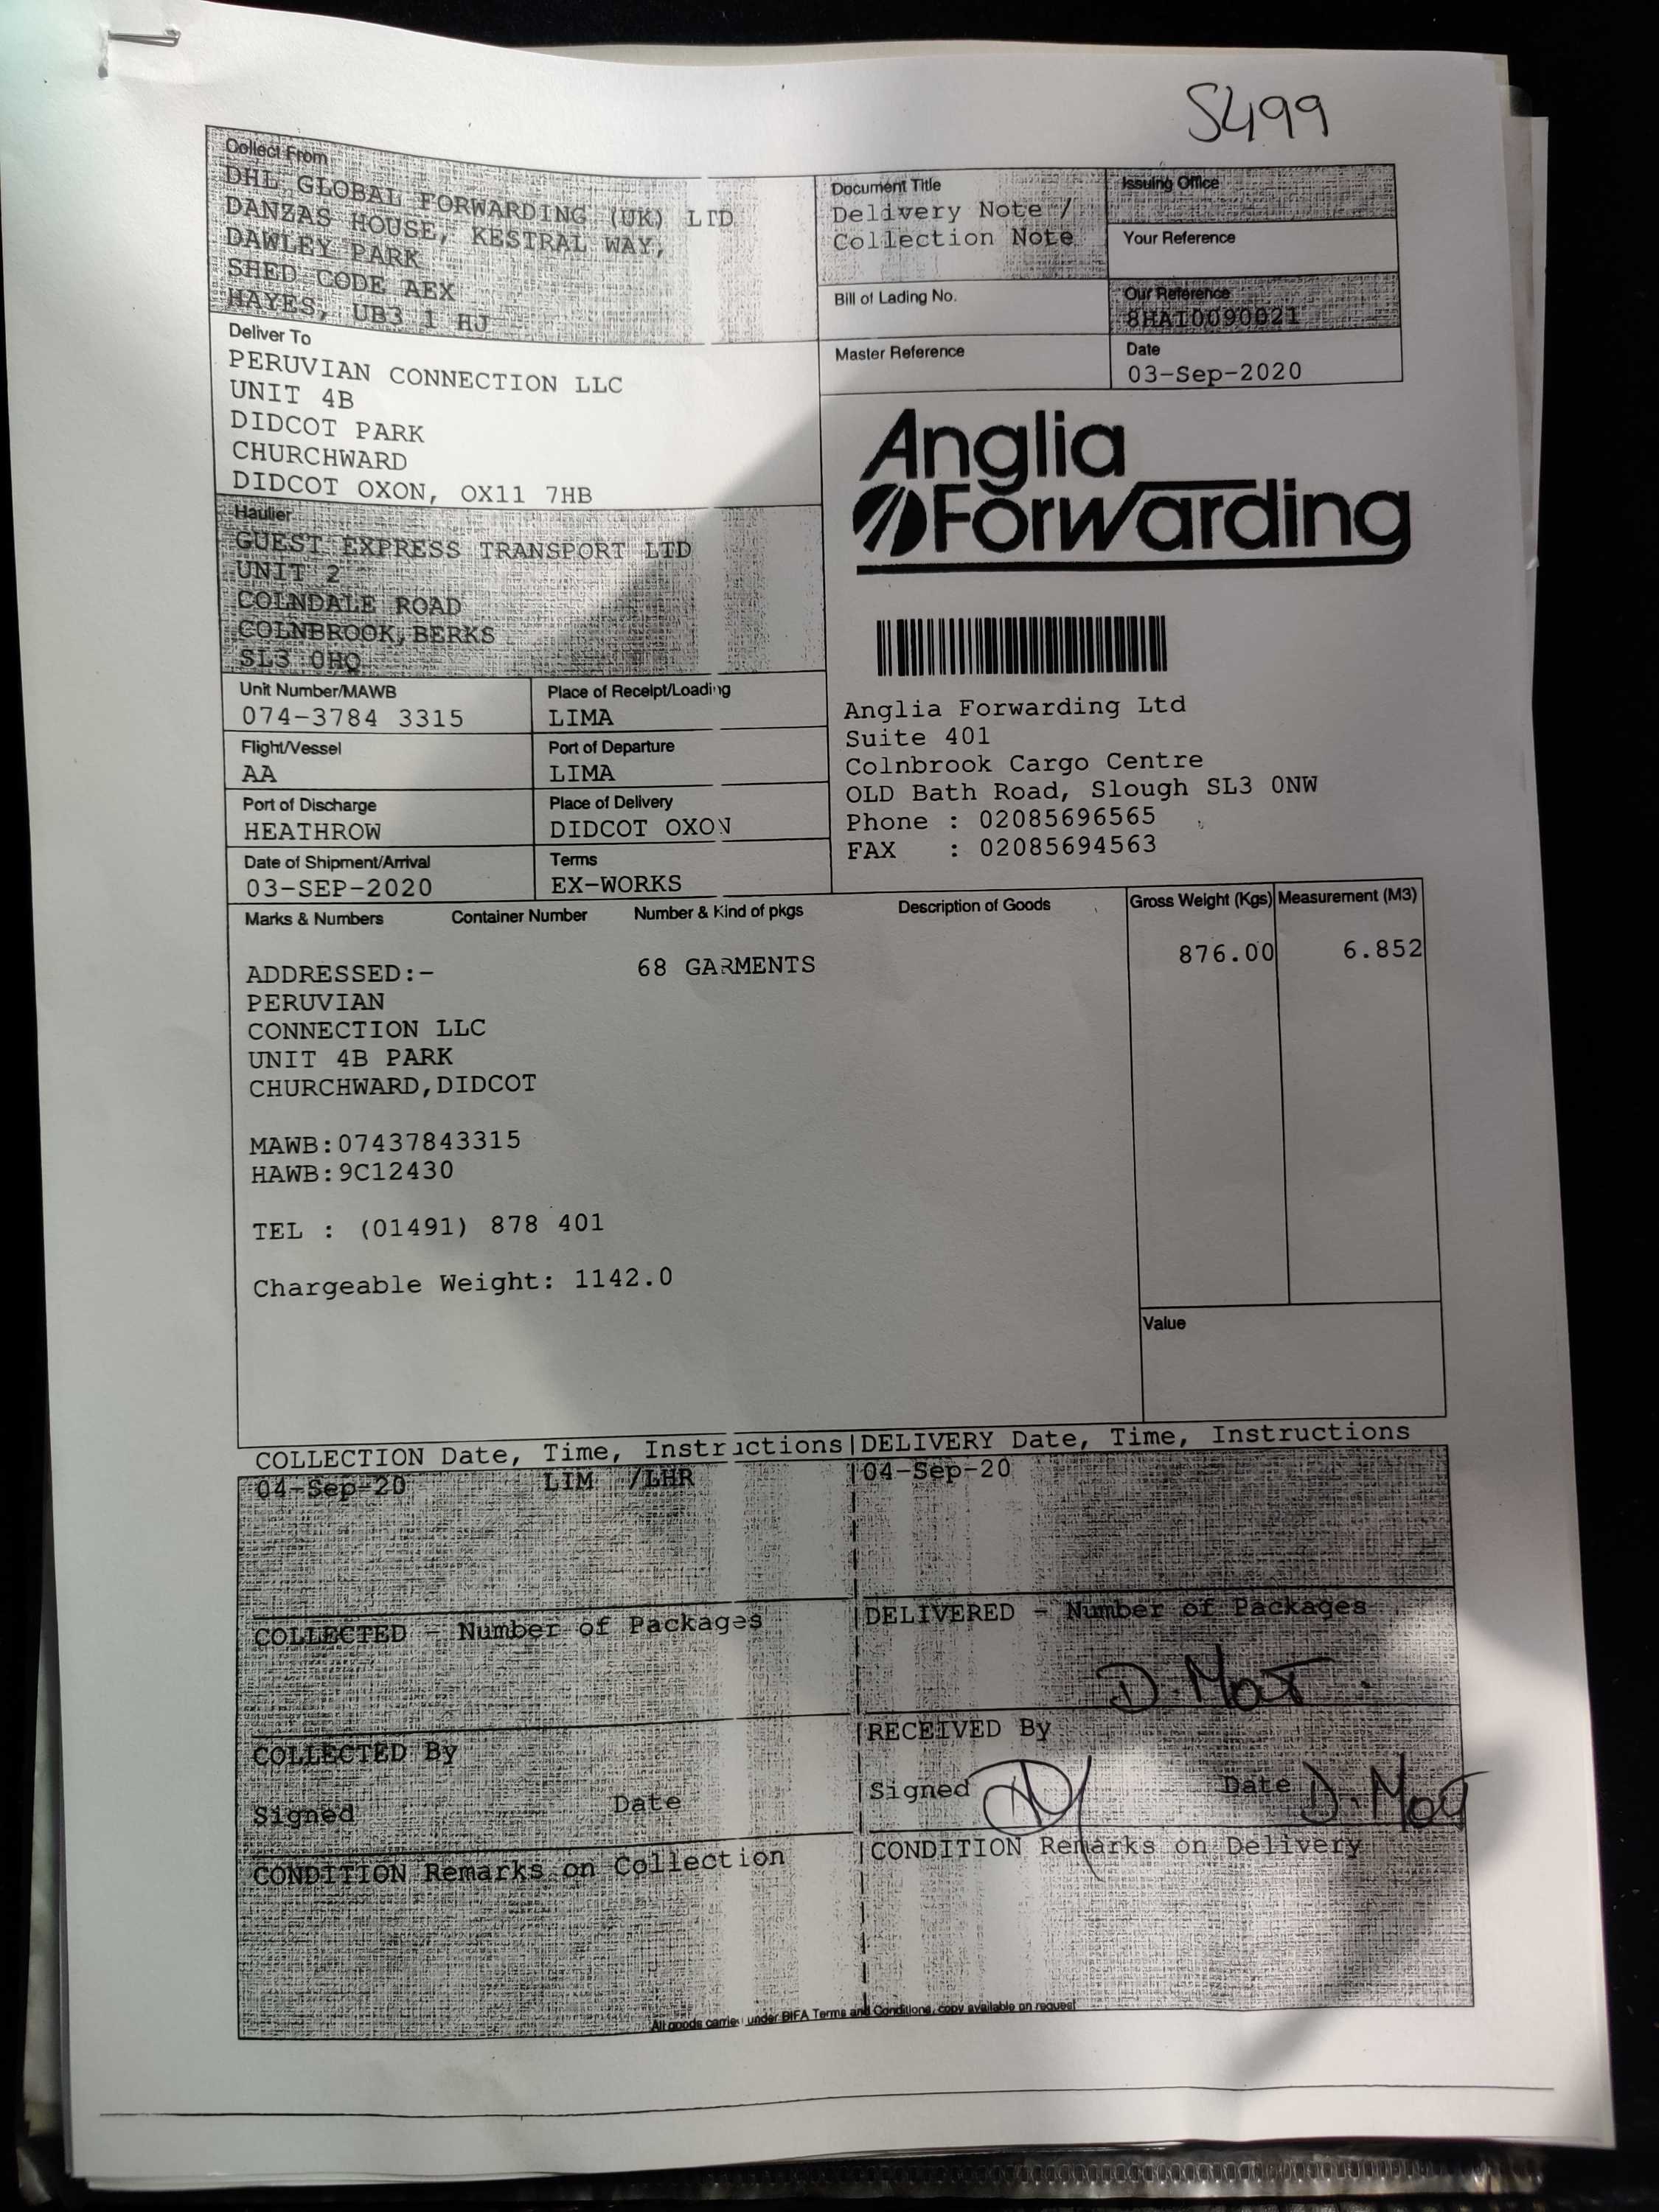 S499
Collect From
DHL GLOBAL FORWARDING (UK) LTD
DANZAS HOUSE, KESTRAL WAY,
DAWLEY PARK
SHED CODE AEX
HAYES, UB3 1 HJ
Document Title
Delivery Note /
Collection Note
Issuing Office
Your Reference
Bill of Lading No.
Our Reference
8HAI0090021
Master Reference
Date
03-Sep-2020
Deliver To
PERUVIAN CONNECTION LLC
UNIT 4B
DIDCOT PARK
CHURCHWARD
DIDCOT OXON, OX11 7HB
Anglia
Forwarding
Haulier
GUEST EXPRESS TRANSPORT LTD
UNIT 2
COLNDALE ROAD
COLNBROOK, BERKS
SL3 0HQ
Unit Number/MAWB
074-3784 3315
Place of Receipt/Loading
LIMA
Flight/Vessel
AA
Port of Departure
LIMA
Port of Discharge
HEATHROW
Place of Delivery
DIDCOT OXON
Date of Shipment/Arrival
03-SEP-2020
Terms
EX-WORKS
Anglia Forwarding Ltd
Suite 401
Colnbrook Cargo Centre
OLD Bath Road, Slough SL3 0NW
Phone : 02085696565
FAX : 02085694563
Marks & Numbers Container Number Number & Kind of pkgs Description of Goods Gross Weight (Kgs) Measurement (M3)
ADDRESSED:- 68 GARMENTS 876.00 6.852
PERUVIAN
CONNECTION LLC
UNIT 4B PARK
CHURCHWARD,DIDCOT
MAWB:07437843315
HAWB:9C12430
TEL : (01491) 878 401
Chargeable Weight: 1142.0
Value
COLLECTION Date, Time, Instructions|DELIVERY Date, Time, Instructions
04-Sep-20 LIM /LHR |04-Sep-20
COLLECTED - Number of Packages |DELIVERED - Number of Packages
COLLECTED By |RECEIVED By
Signed Date |Signed Date
CONDITION Remarks on Collection |CONDITION Remarks on Delivery
All goods carried under BIFA Terms and Conditions, copy available on request